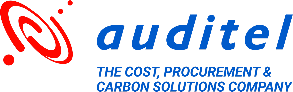 auditel
THE COST, PROCUREMENT &
CARBON SOLUTIONS COMPANY